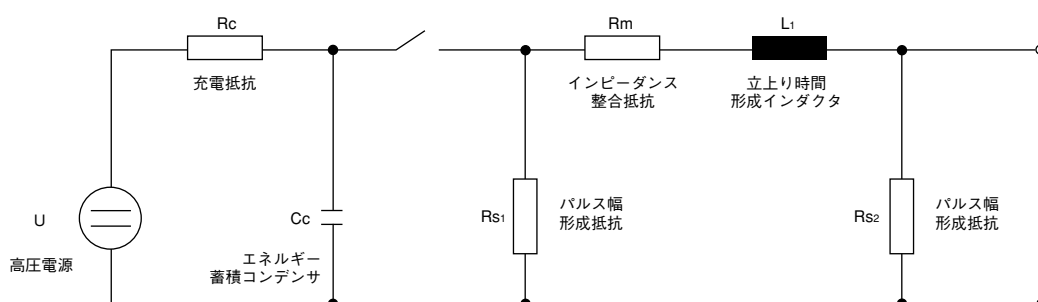 Rc
充電抵抗
Rm
インピーダンス
整合抵抗
L1
立上り時間
形成インダクタ
U
高圧電源
Cc
エネルギー
蓄積コンデンサ
Rs1
パルス幅
形成抵抗
Rs2
パルス幅
形成抵抗